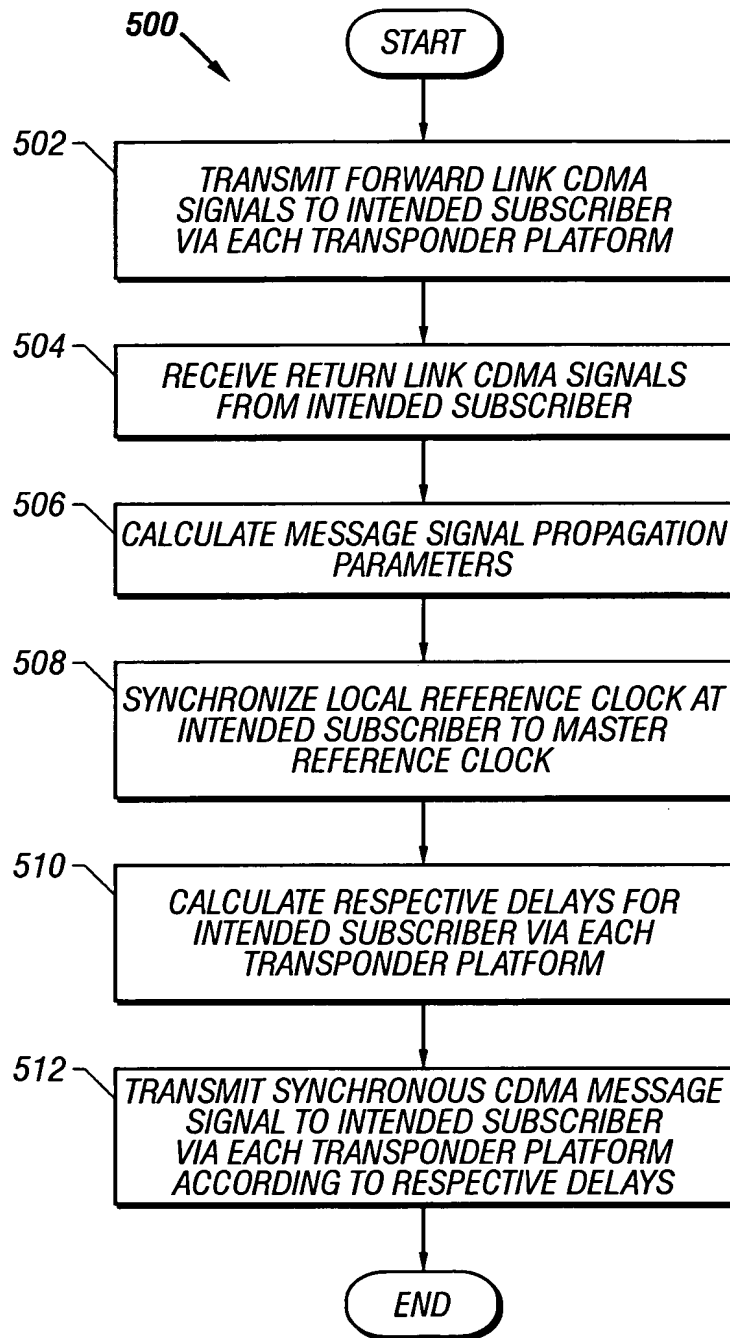 500
START
502
TRANSMIT FORWARD LINK CDMA
SIGNALS TO INTENDED SUBSCRIBER
VIA EACH TRANSPONDER PLATFORM
504
RECEIVE RETURN LINK CDMA SIGNALS
FROM INTENDED SUBSCRIBER
506
CALCULATE MESSAGE SIGNAL PROPAGATION
PARAMETERS
508
SYNCHRONIZE LOCAL REFERENCE CLOCK AT
INTENDED SUBSCRIBER TO MASTER
REFERENCE CLOCK
510
CALCULATE RESPECTIVE DELAYS FOR
INTENDED SUBSCRIBER VIA EACH
TRANSPONDER PLATFORM
512
TRANSMIT SYNCHRONOUS CDMA MESSAGE
SIGNAL TO INTENDED SUBSCRIBER
VIA EACH TRANSPONDER PLATFORM
ACCORDING TO RESPECTIVE DELAYS
END